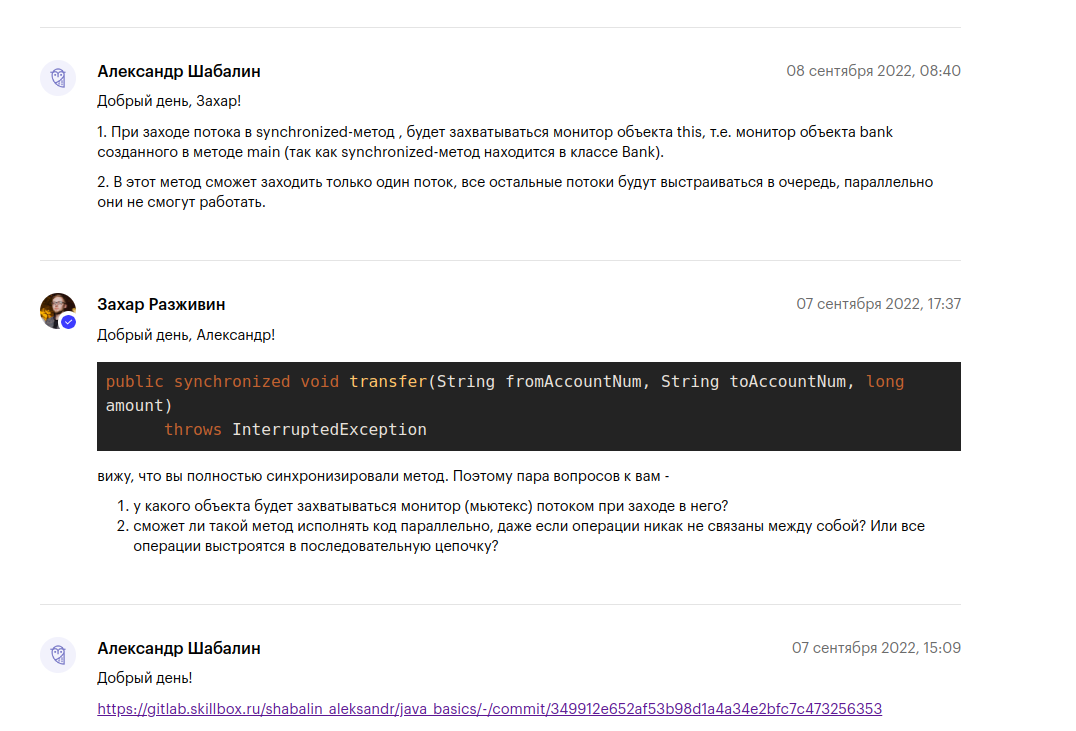 Александр Шабалин
08 сентября 2022, 08:40
Добрый день, Захар!
1. При заходе потока в synchronized-метод , будет захватываться монитор объекта this, т.е. монитор объекта bank
созданного в методе main (так как synchronized-метод находится в классе Bank).
2. В этот метод сможет заходить только один поток, все остальные потоки будут выстраиваться в очередь, параллельно
они не смогут работать.
Захар Разживин
07 сентября 2022, 17:37
Добрый день, Александр!
public synchronized void transfer(String fromAccountNum, String toAccountNum, long
amount)
throws InterruptedException
вижу, что вы полностью синхронизировали метод. Поэтому пара вопросов к вам -
1. у какого объекта будет захватываться монитор (мьютекс) потоком при заходе в него?
2. сможет ли такой метод исполнять код параллельно, даже если операции никак не связаны между собой? Или все
операции выстроятся в последовательную цепочку?
Александр Шабалин
07 сентября 2022, 15:09
Добрый день!
https://gitlab.skillbox.ru/shabalin_aleksandr/java_basics/-/commit/349912e652af53b98d1a4a34e2bfc7c473256353